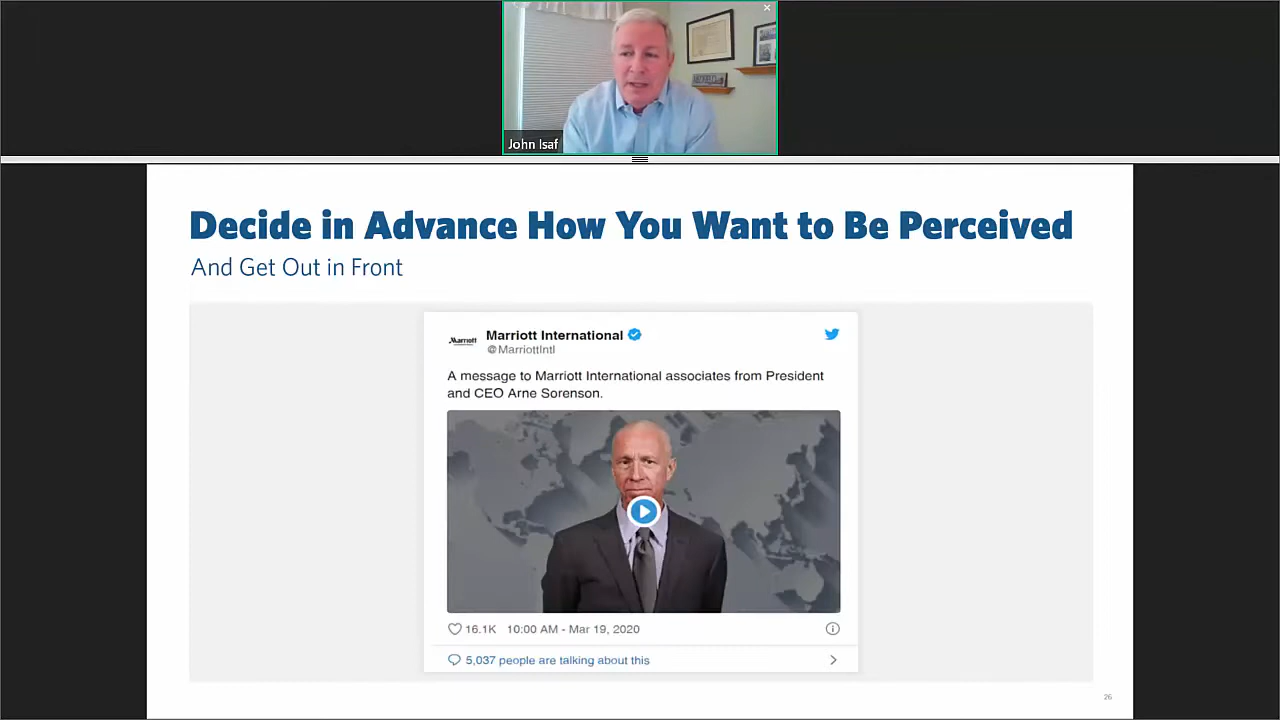 John Isaf
Decide in Advance How You Want to Be Perceived
And Get Out in Front
Marriott
Marriott International
@MarriottIntl
A message to Marriott International associates from President
and CEO Arne Sorenson.
16.1K 10:00 AM - Mar 19, 2020
5,037 people are talking about this
26